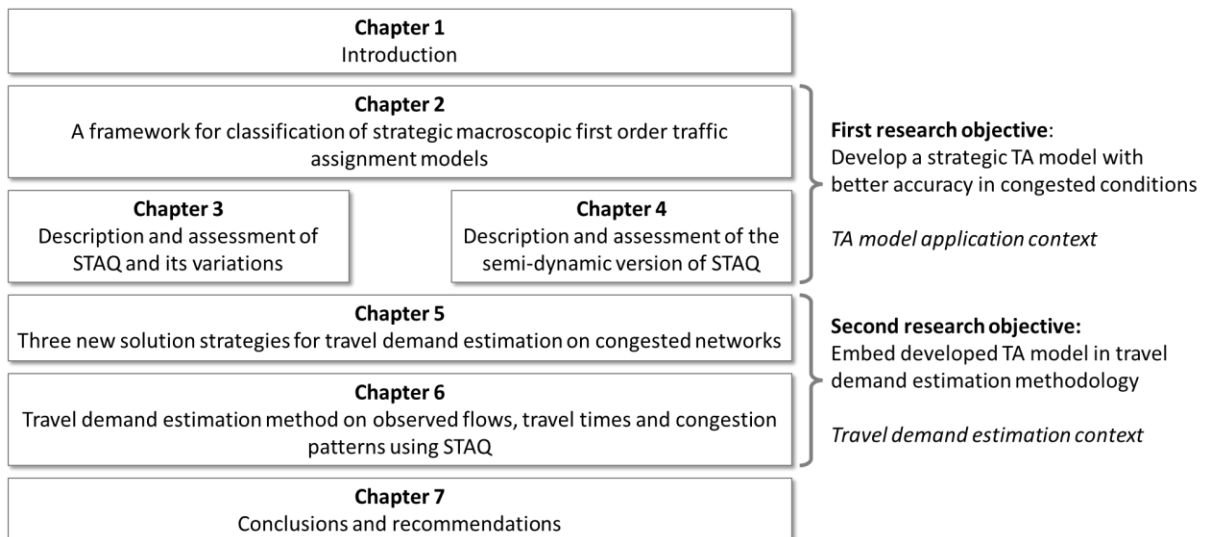 Chapter 1
Introduction
Chapter 2
A framework for classification of strategic macroscopic first order traffic
assignment models
Chapter 3
Description and assessment of
STAQ and its variations
Chapter 4
Description and assessment of the
semi-dynamic version of STAQ
First research objective:
Develop a strategic TA model with
better accuracy in congested conditions
TA model application context
Chapter 5
Three new solution strategies for travel demand estimation on congested networks
Chapter 6
Travel demand estimation method on observed flows, travel times and congestion
patterns using STAQ
Second research objective:
Embed developed TA model in travel
demand estimation methodology
Travel demand estimation context
Chapter 7
Conclusions and recommendations